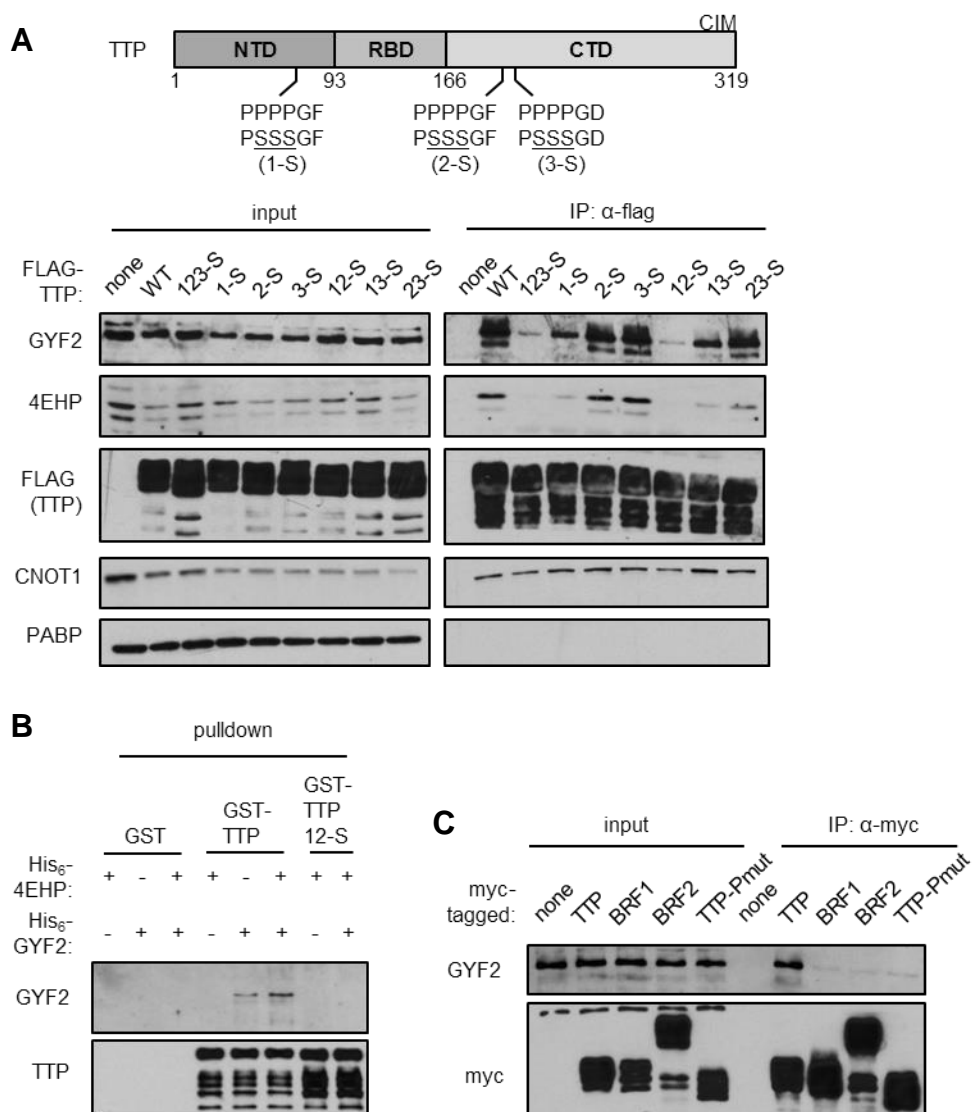 A
CIM
TTP NTD RBD CTD
1 93 166 319
PPPPGF PPPPGF PPPPGD
PSSSGF PSSSGF PSSSGD
(1-S) (2-S) (3-S)
input IP: α-flag
FLAG-
TTP: none WT 123-S 1-S 2-S 3-S 12-S 13-S 23-S none WT 123-S 1-S 2-S 3-S 12-S 13-S 23-S
GYF2
4EHP
FLAG
(TTP)
CNOT1
PABP
B
pulldown
GST GST-TTP GST-TTP 12-S
His6-
4EHP: + - + + - + + +
His6-
GYF2: - + + - + + - +
GYF2
TTP
C
input IP: α-myc
myc-
tagged: none TTP BRF1 BRF2 TTP-Pmut none TTP BRF1 BRF2 TTP-Pmut
GYF2
myc